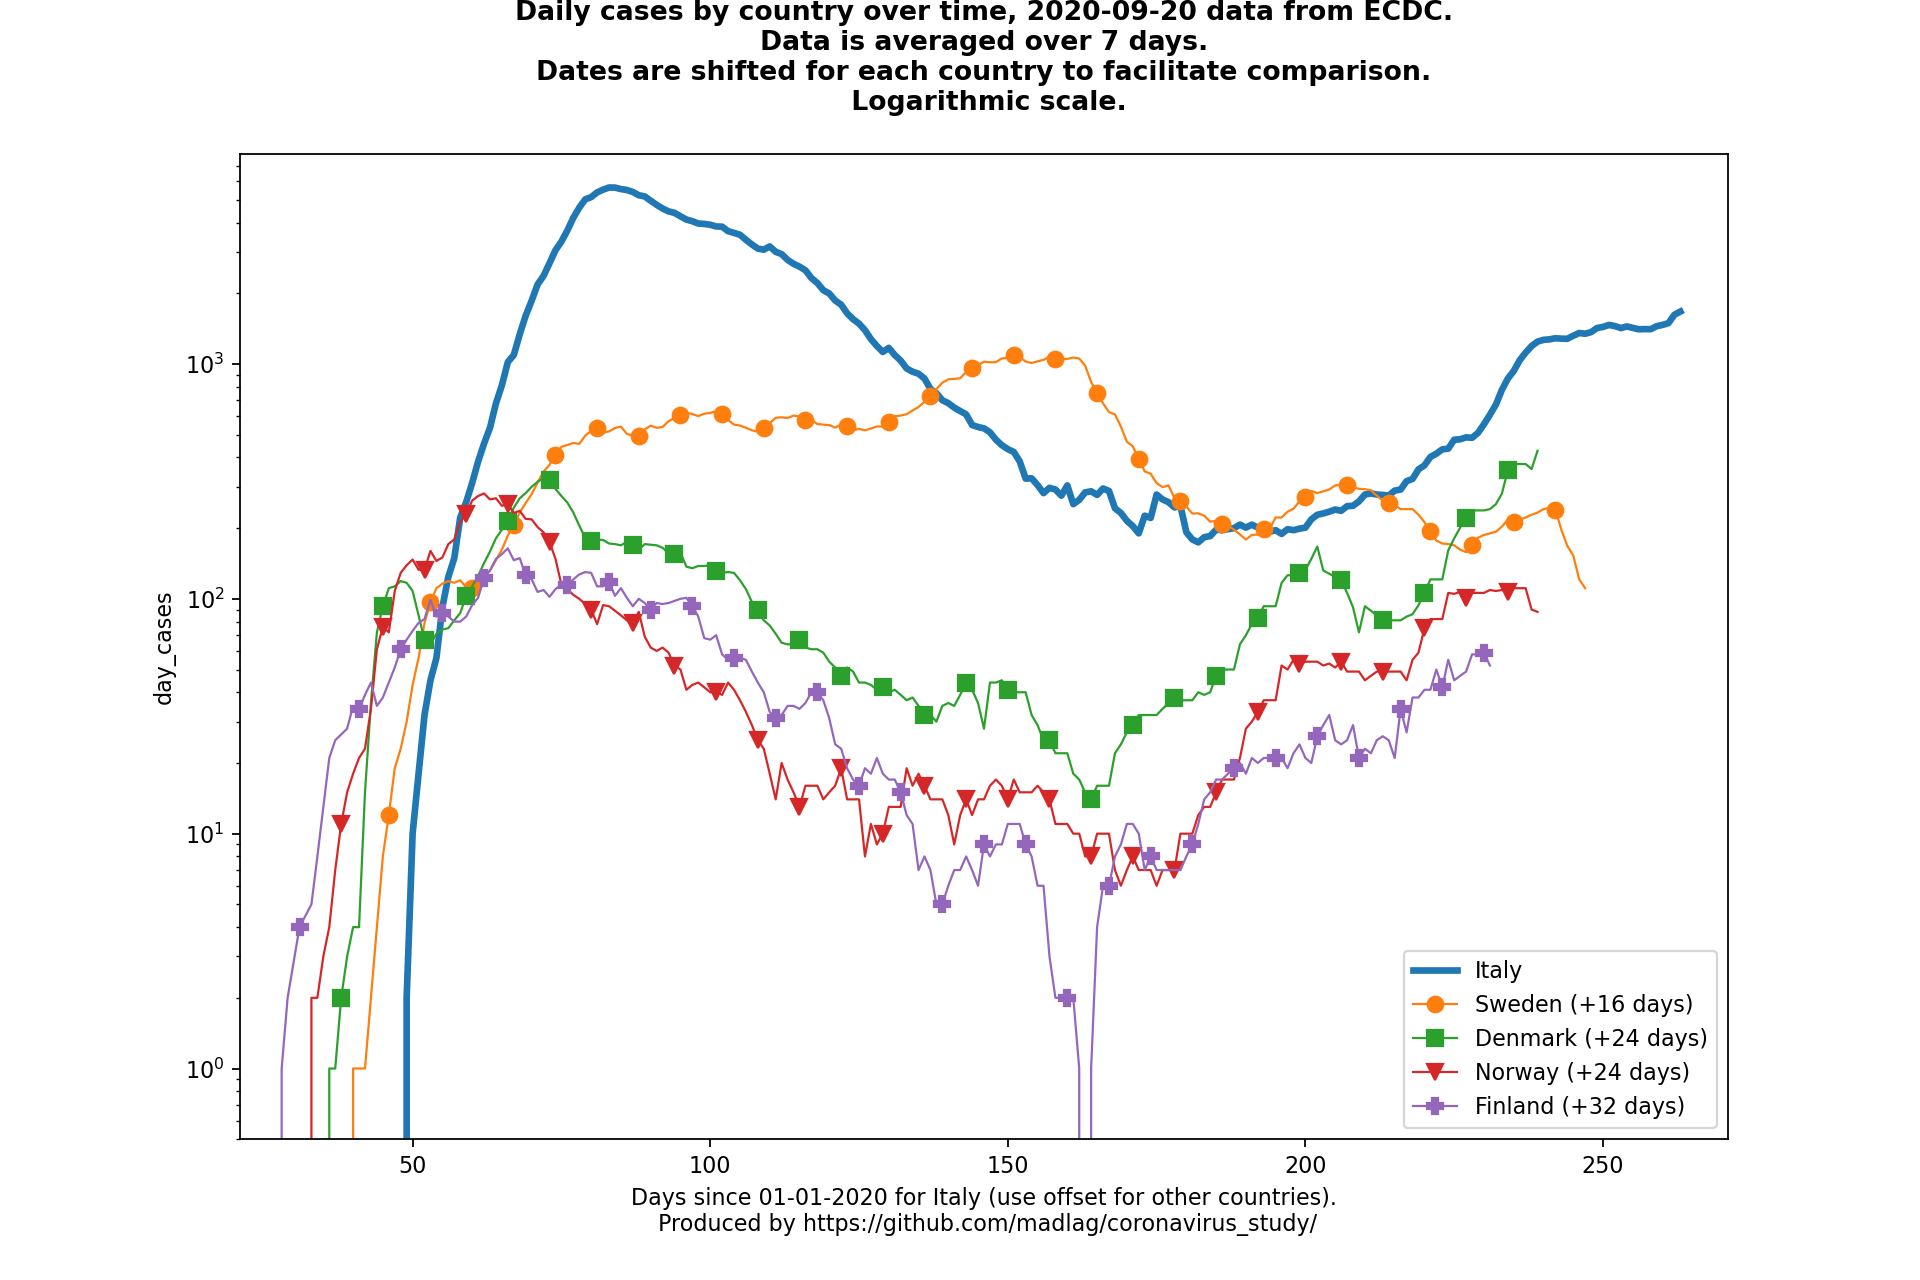 Daily cases by country over time, 2020-09-20 data from ECDC.
Data is averaged over 7 days.
Dates are shifted for each country to facilitate comparison.
Logarithmic scale.
day_cases
10³
10²
10¹
10⁰
Italy
Sweden (+16 days)
Denmark (+24 days)
Norway (+24 days)
Finland (+32 days)
50 100 150 200 250
Days since 01-01-2020 for Italy (use offset for other countries).
Produced by https://github.com/madlag/coronavirus_study/